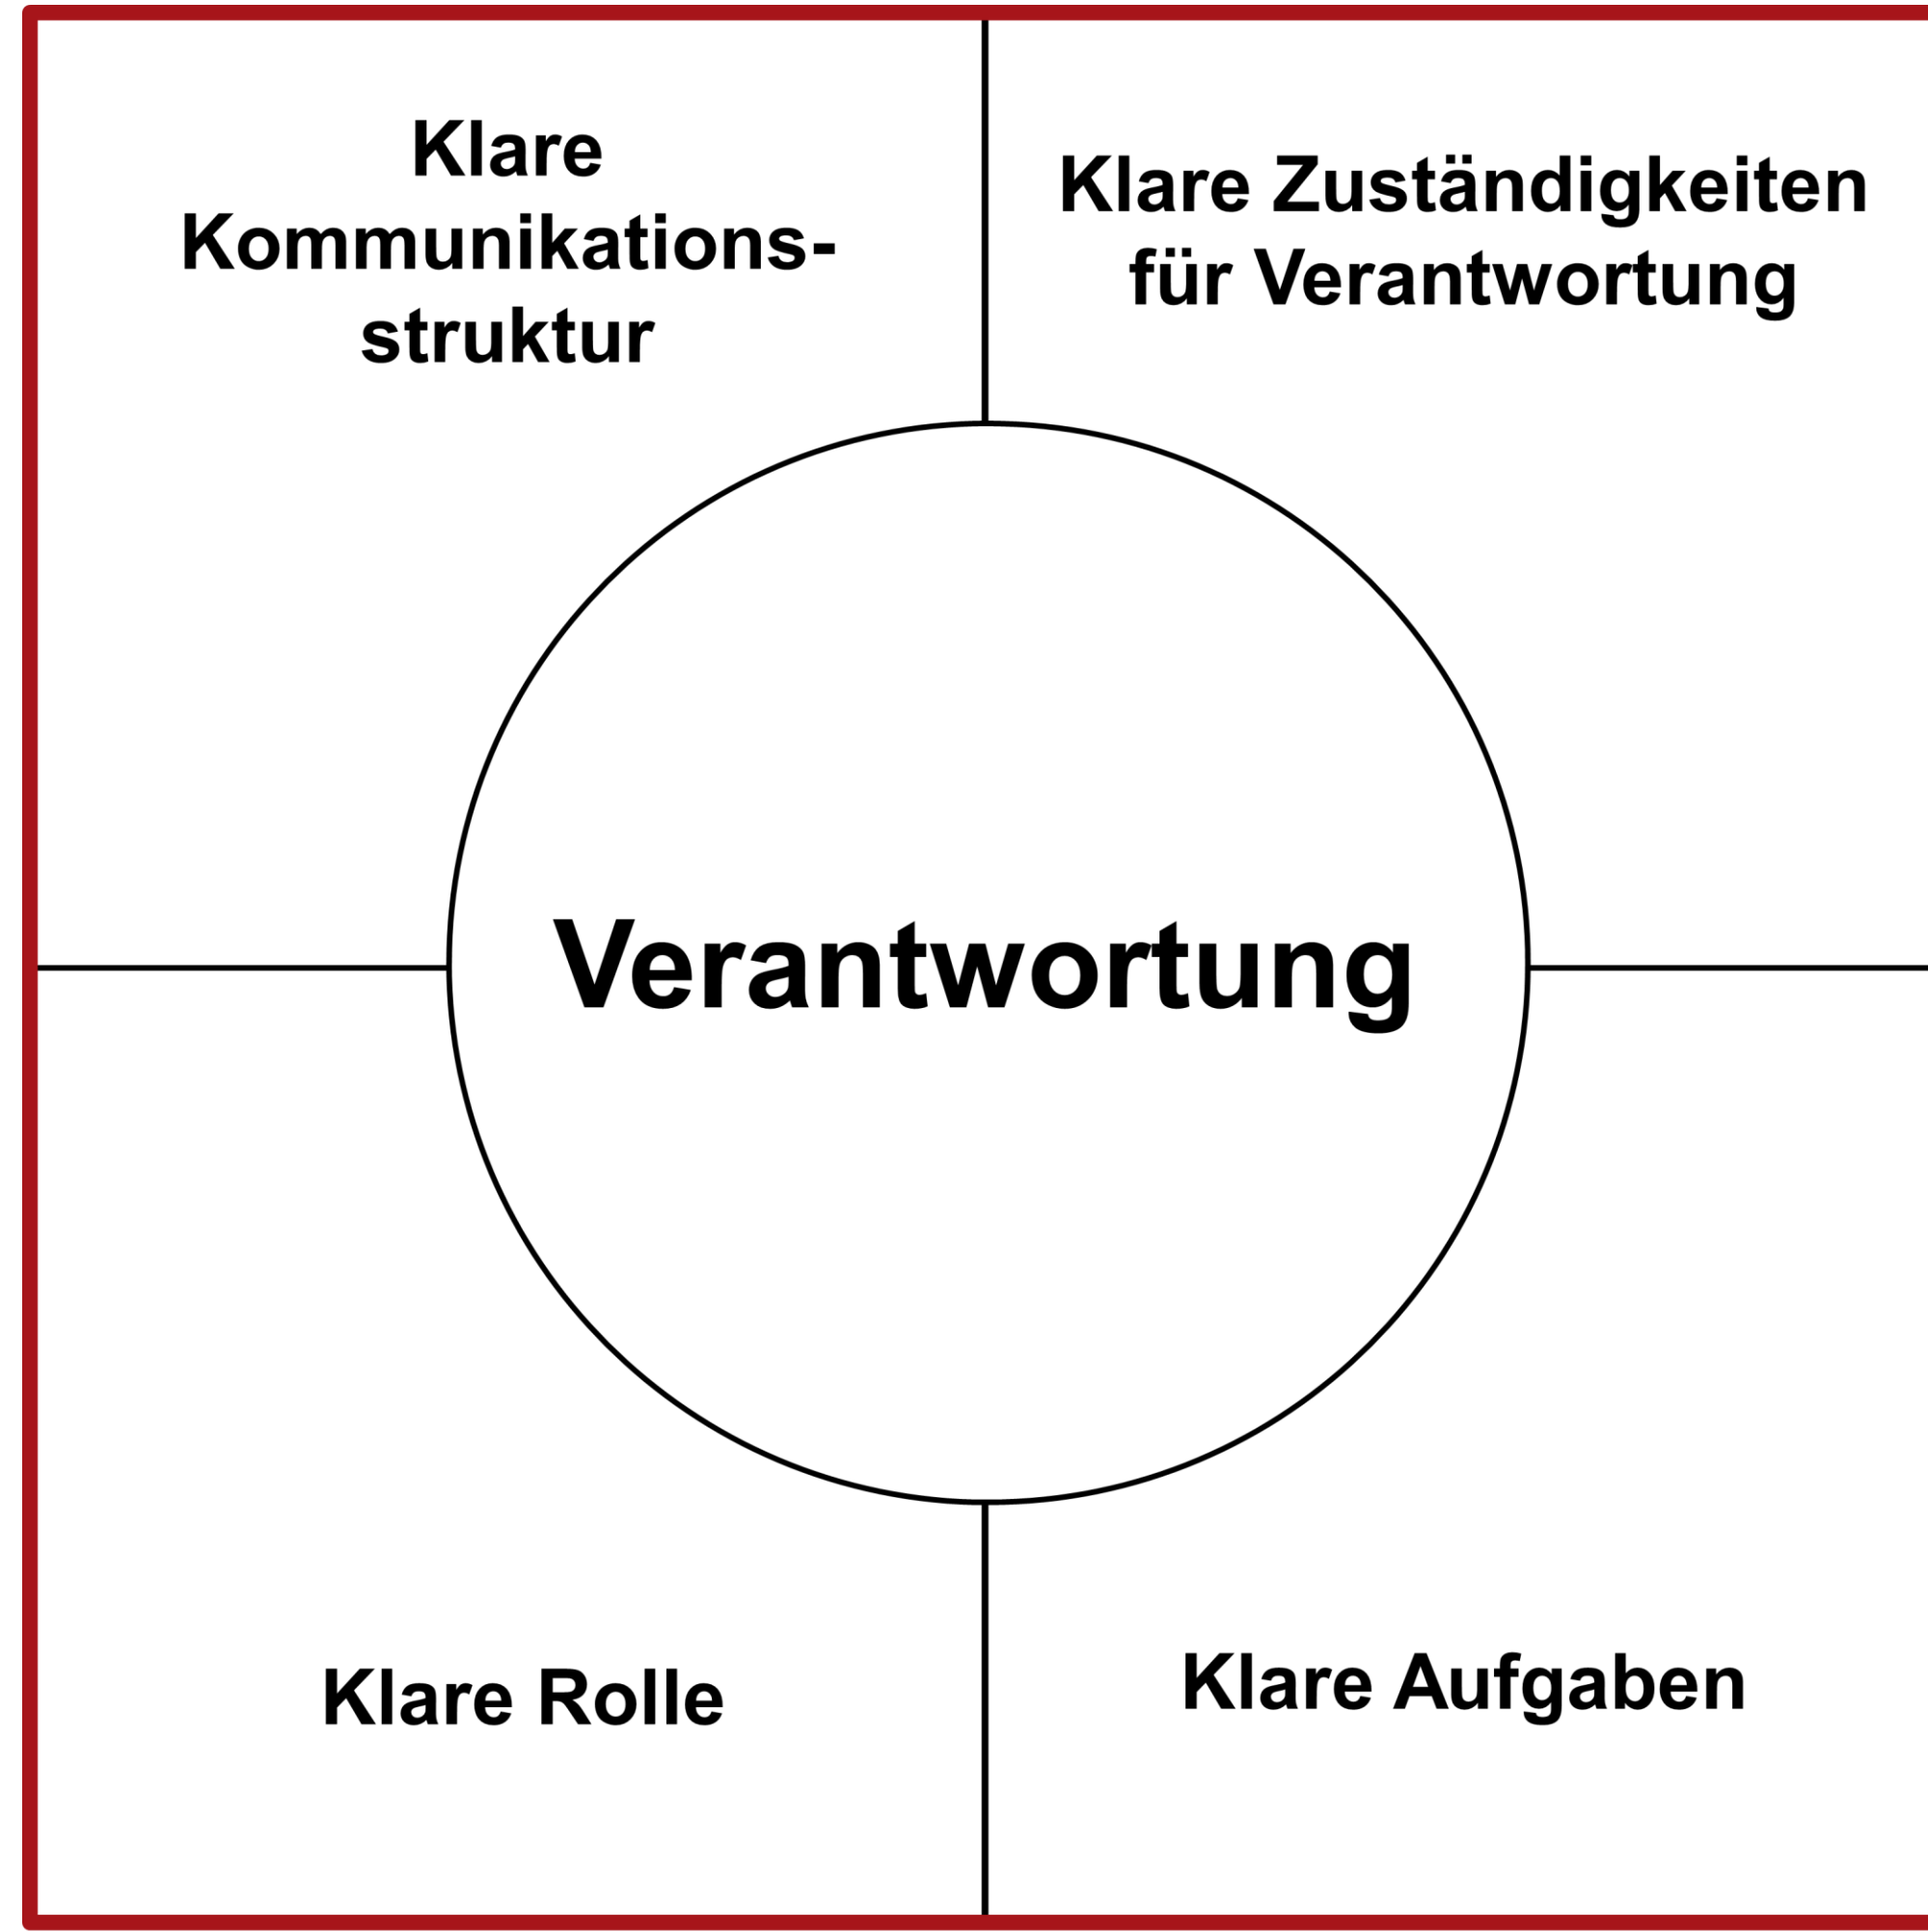 Klare
Kommunikations-
struktur
Klare Zuständigkeiten
für Verantwortung
Verantwortung
Klare Rolle
Klare Aufgaben